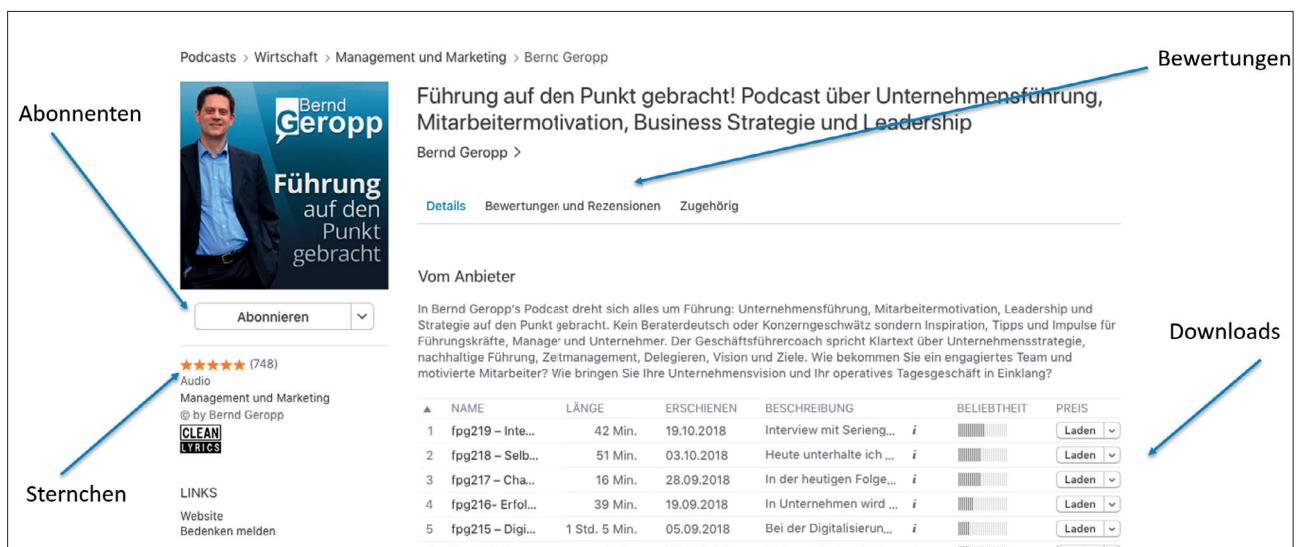 Bewertungen
Podcasts > Wirtschaft > Management und Marketing > Bernd Geropp
Abonnenten
Bernd
Geropp
Führung
auf den
Punkt
gebracht
Führung auf den Punkt gebracht! Podcast über Unternehmensführung,
Mitarbeitermotivation, Business Strategie und Leadership
Bernd Geropp >
Details Bewertungen und Rezensionen Zugehörig
Vom Anbieter
In Bernd Geropp's Podcast dreht sich alles um Führung: Unternehmensführung, Mitarbeitermotivation, Leadership und
Strategie auf den Punkt gebracht. Kein Beraterdeutsch oder Konzerngeschwätz sondern Inspiration, Tipps und Impulse für
Führungskräfte, Manager und Unternehmer. Der Geschäftsführercoach spricht Klartext über Unternehmensstrategie,
nachhaltige Führung, Zeitmanagement, Delegieren, Vision und Ziele. Wie bekommen Sie ein engagiertes Team und
motivierte Mitarbeiter? Wie bringen Sie Ihre Unternehmensvision und Ihr operatives Tagesgeschäft in Einklang?
Abonnieren
(748)
Audio
Management und Marketing
© by Bernd Geropp
CLEAN
LYRICS
Sternchen
LINKS
Website
Bedenken melden
Downloads
NAME LÄNGE ERSCHIENEN BESCHREIBUNG BELIEBTHEIT PREIS
1 fpg219 – Inte... 42 Min. 19.10.2018 Interview mit Serieng... i Laden
2 fpg218 – Selb... 51 Min. 03.10.2018 Heute unterhalte ich ... i Laden
3 fpg217 – Cha... 16 Min. 28.09.2018 In der heutigen Folge... i Laden
4 fpg216- Erfol... 39 Min. 19.09.2018 In Unternehmen wird ... i Laden
5 fpg215 – Digi... 1 Std. 5 Min. 05.09.2018 Bei der Digitalisierun... i Laden